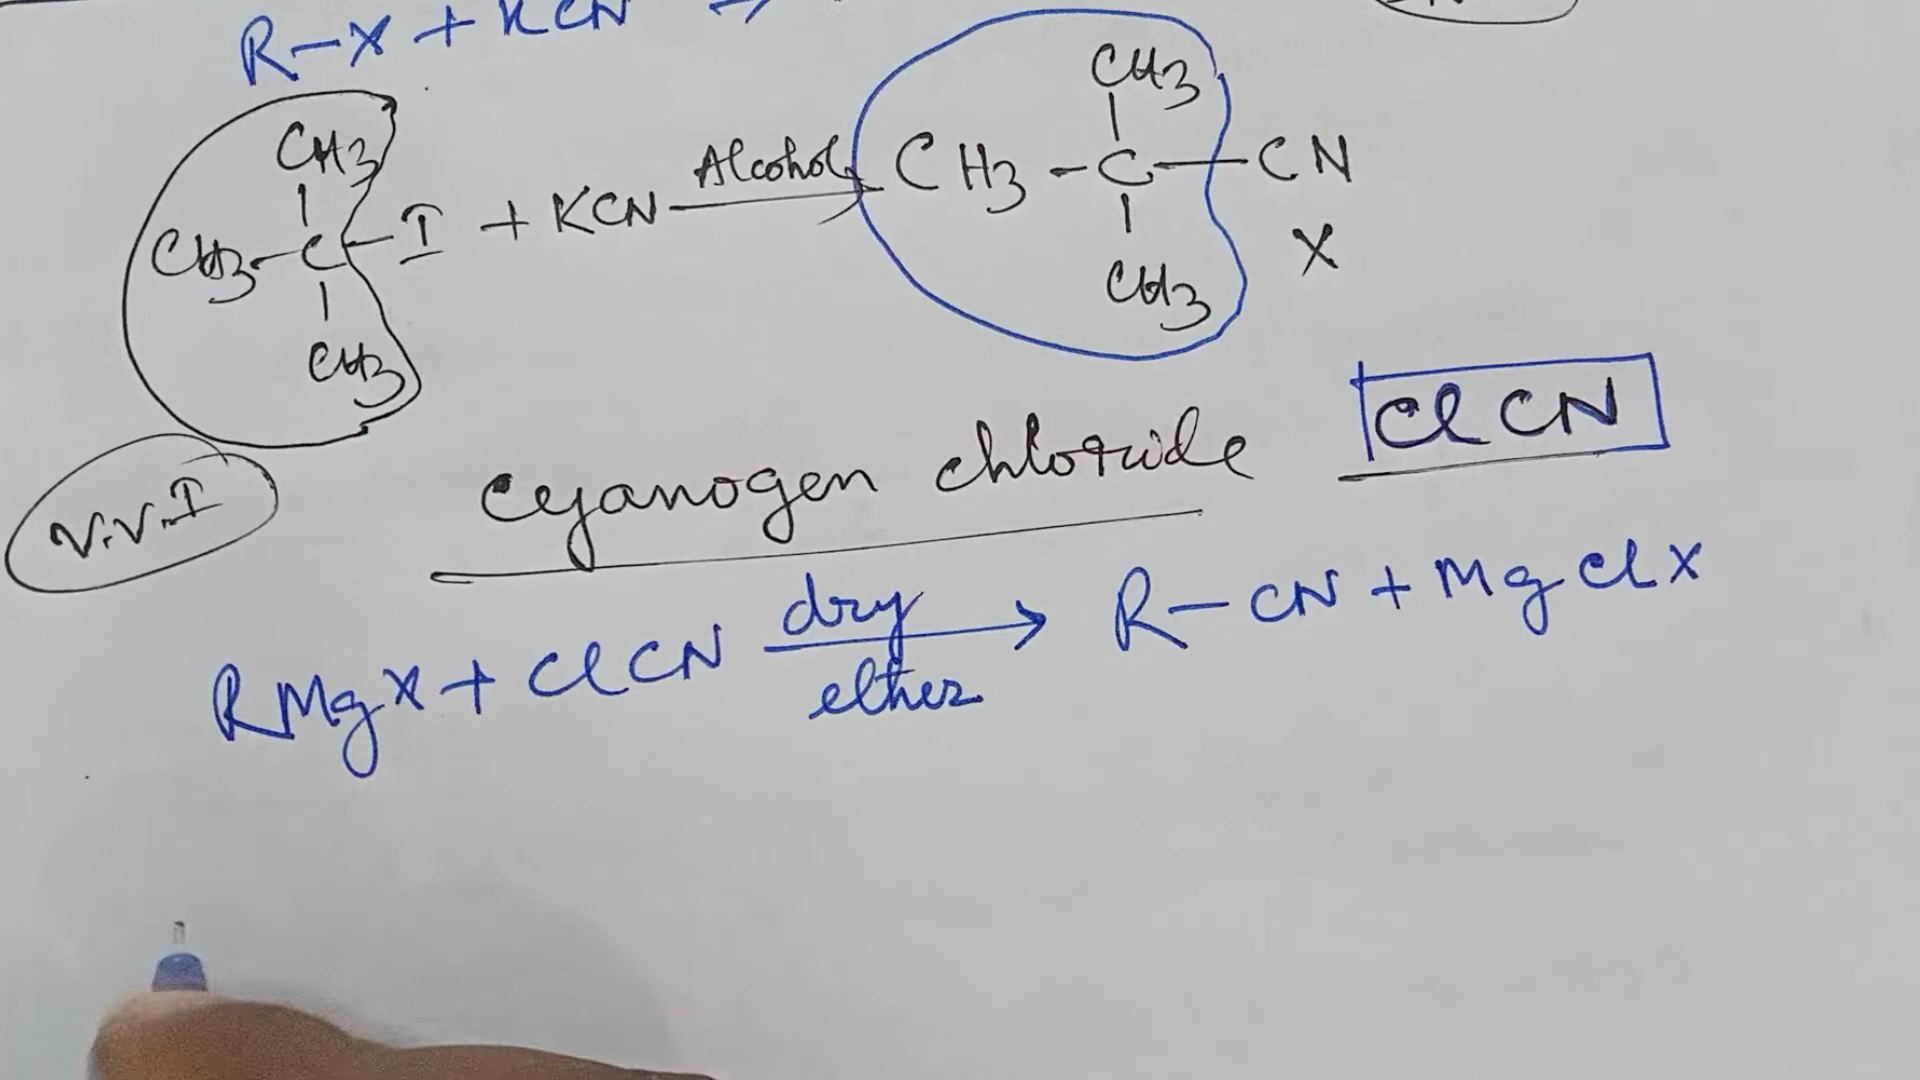 R-X + KCN →
CH3
CH3-C-I + KCN Alcohol CH3-C-CN
CH3
CH3
CH3
X
V.V.I
Cyanogen chloride ClCN
RMgX + ClCN dry ether → R-CN + MgClX